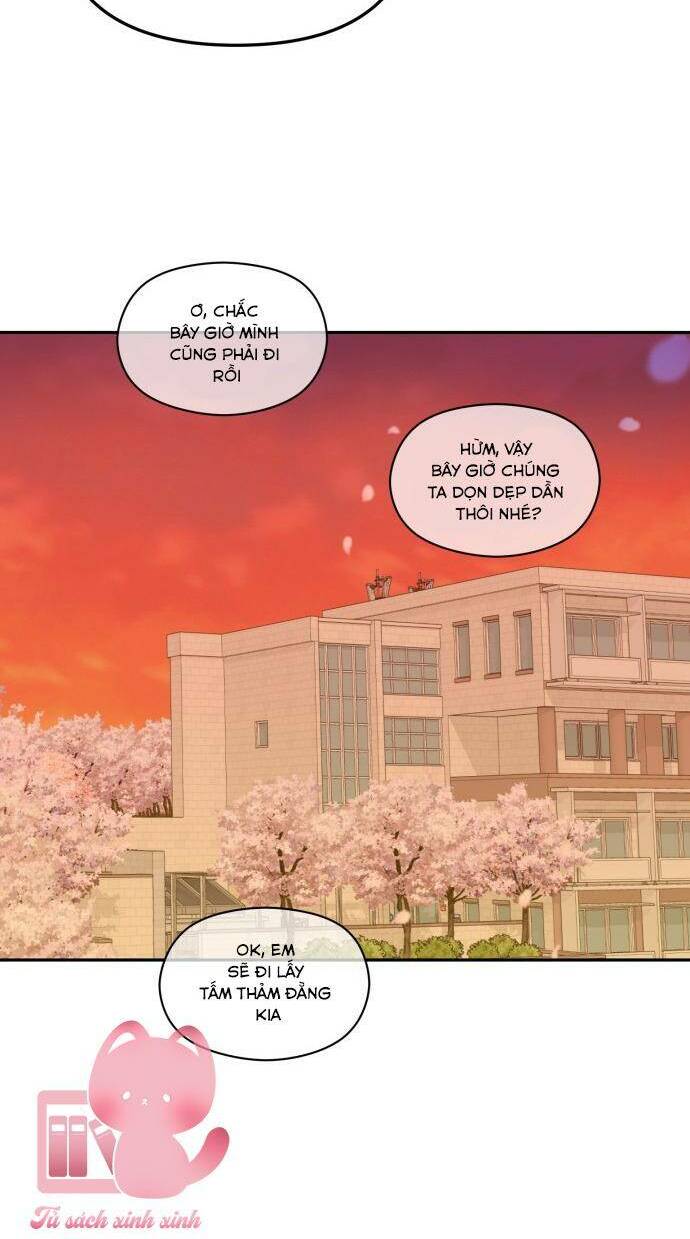 Ơ, CHẮC
BÂY GIỜ MÌNH
CŨNG PHẢI ĐI
RỒI
HỪM, VẬY
BÂY GIỜ CHÚNG
TA DỌN DẸP DẦN
THÔI NHÉ?
OK, EM
SẼ ĐI LẤY
TẤM THẢM ĐẰNG
KIA
Tủ sách xinh xinh